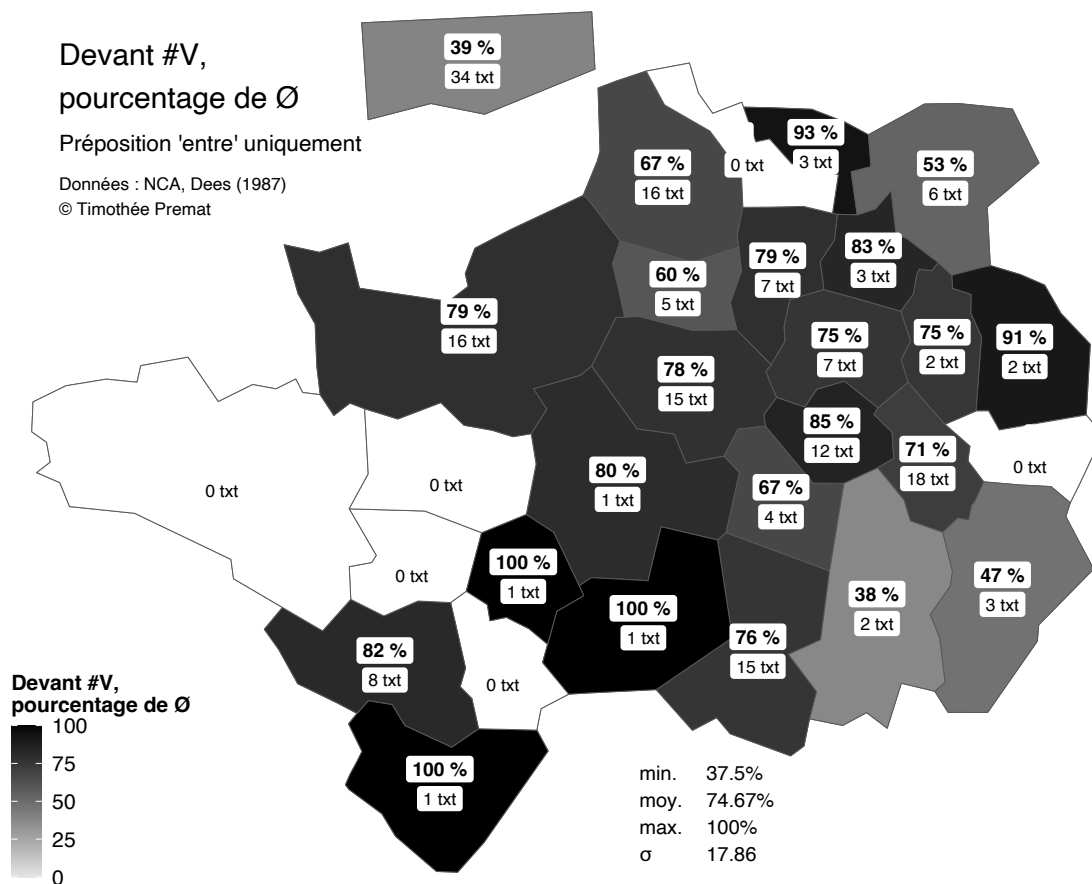 Devant #V,
pourcentage de Ø
Préposition 'entre' uniquement
Données : NCA, Dees (1987)
© Timothée Premat
39 %
34 txt
67 %
16 txt
0 txt
93 %
3 txt
53 %
6 txt
79 %
16 txt
60 %
5 txt
79 %
7 txt
83 %
3 txt
78 %
15 txt
75 %
7 txt
75 %
2 txt
91 %
2 txt
85 %
12 txt
71 %
18 txt
0 txt
0 txt
0 txt
80 %
1 txt
67 %
4 txt
0 txt
100 %
1 txt
100 %
1 txt
76 %
15 txt
38 %
2 txt
47 %
3 txt
82 %
8 txt
0 txt
100 %
1 txt
Devant #V,
pourcentage de Ø
100
75
50
25
0
min. 37.5%
moy. 74.67%
max. 100%
σ 17.86